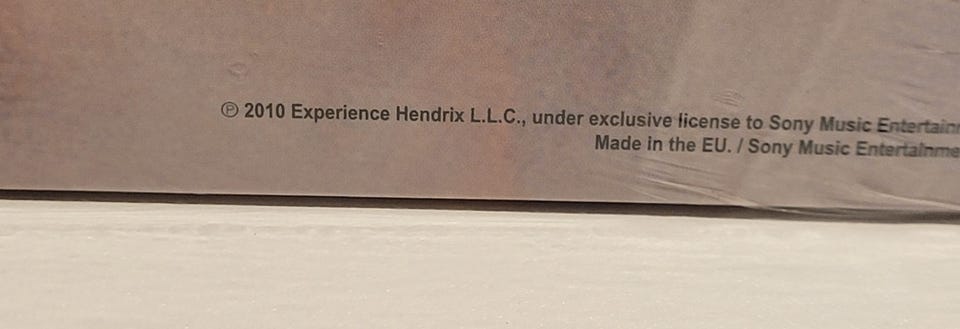 ℗ 2010 Experience Hendrix L.L.C., under exclusive license to Sony Music
Made in the EU. / Sony Music